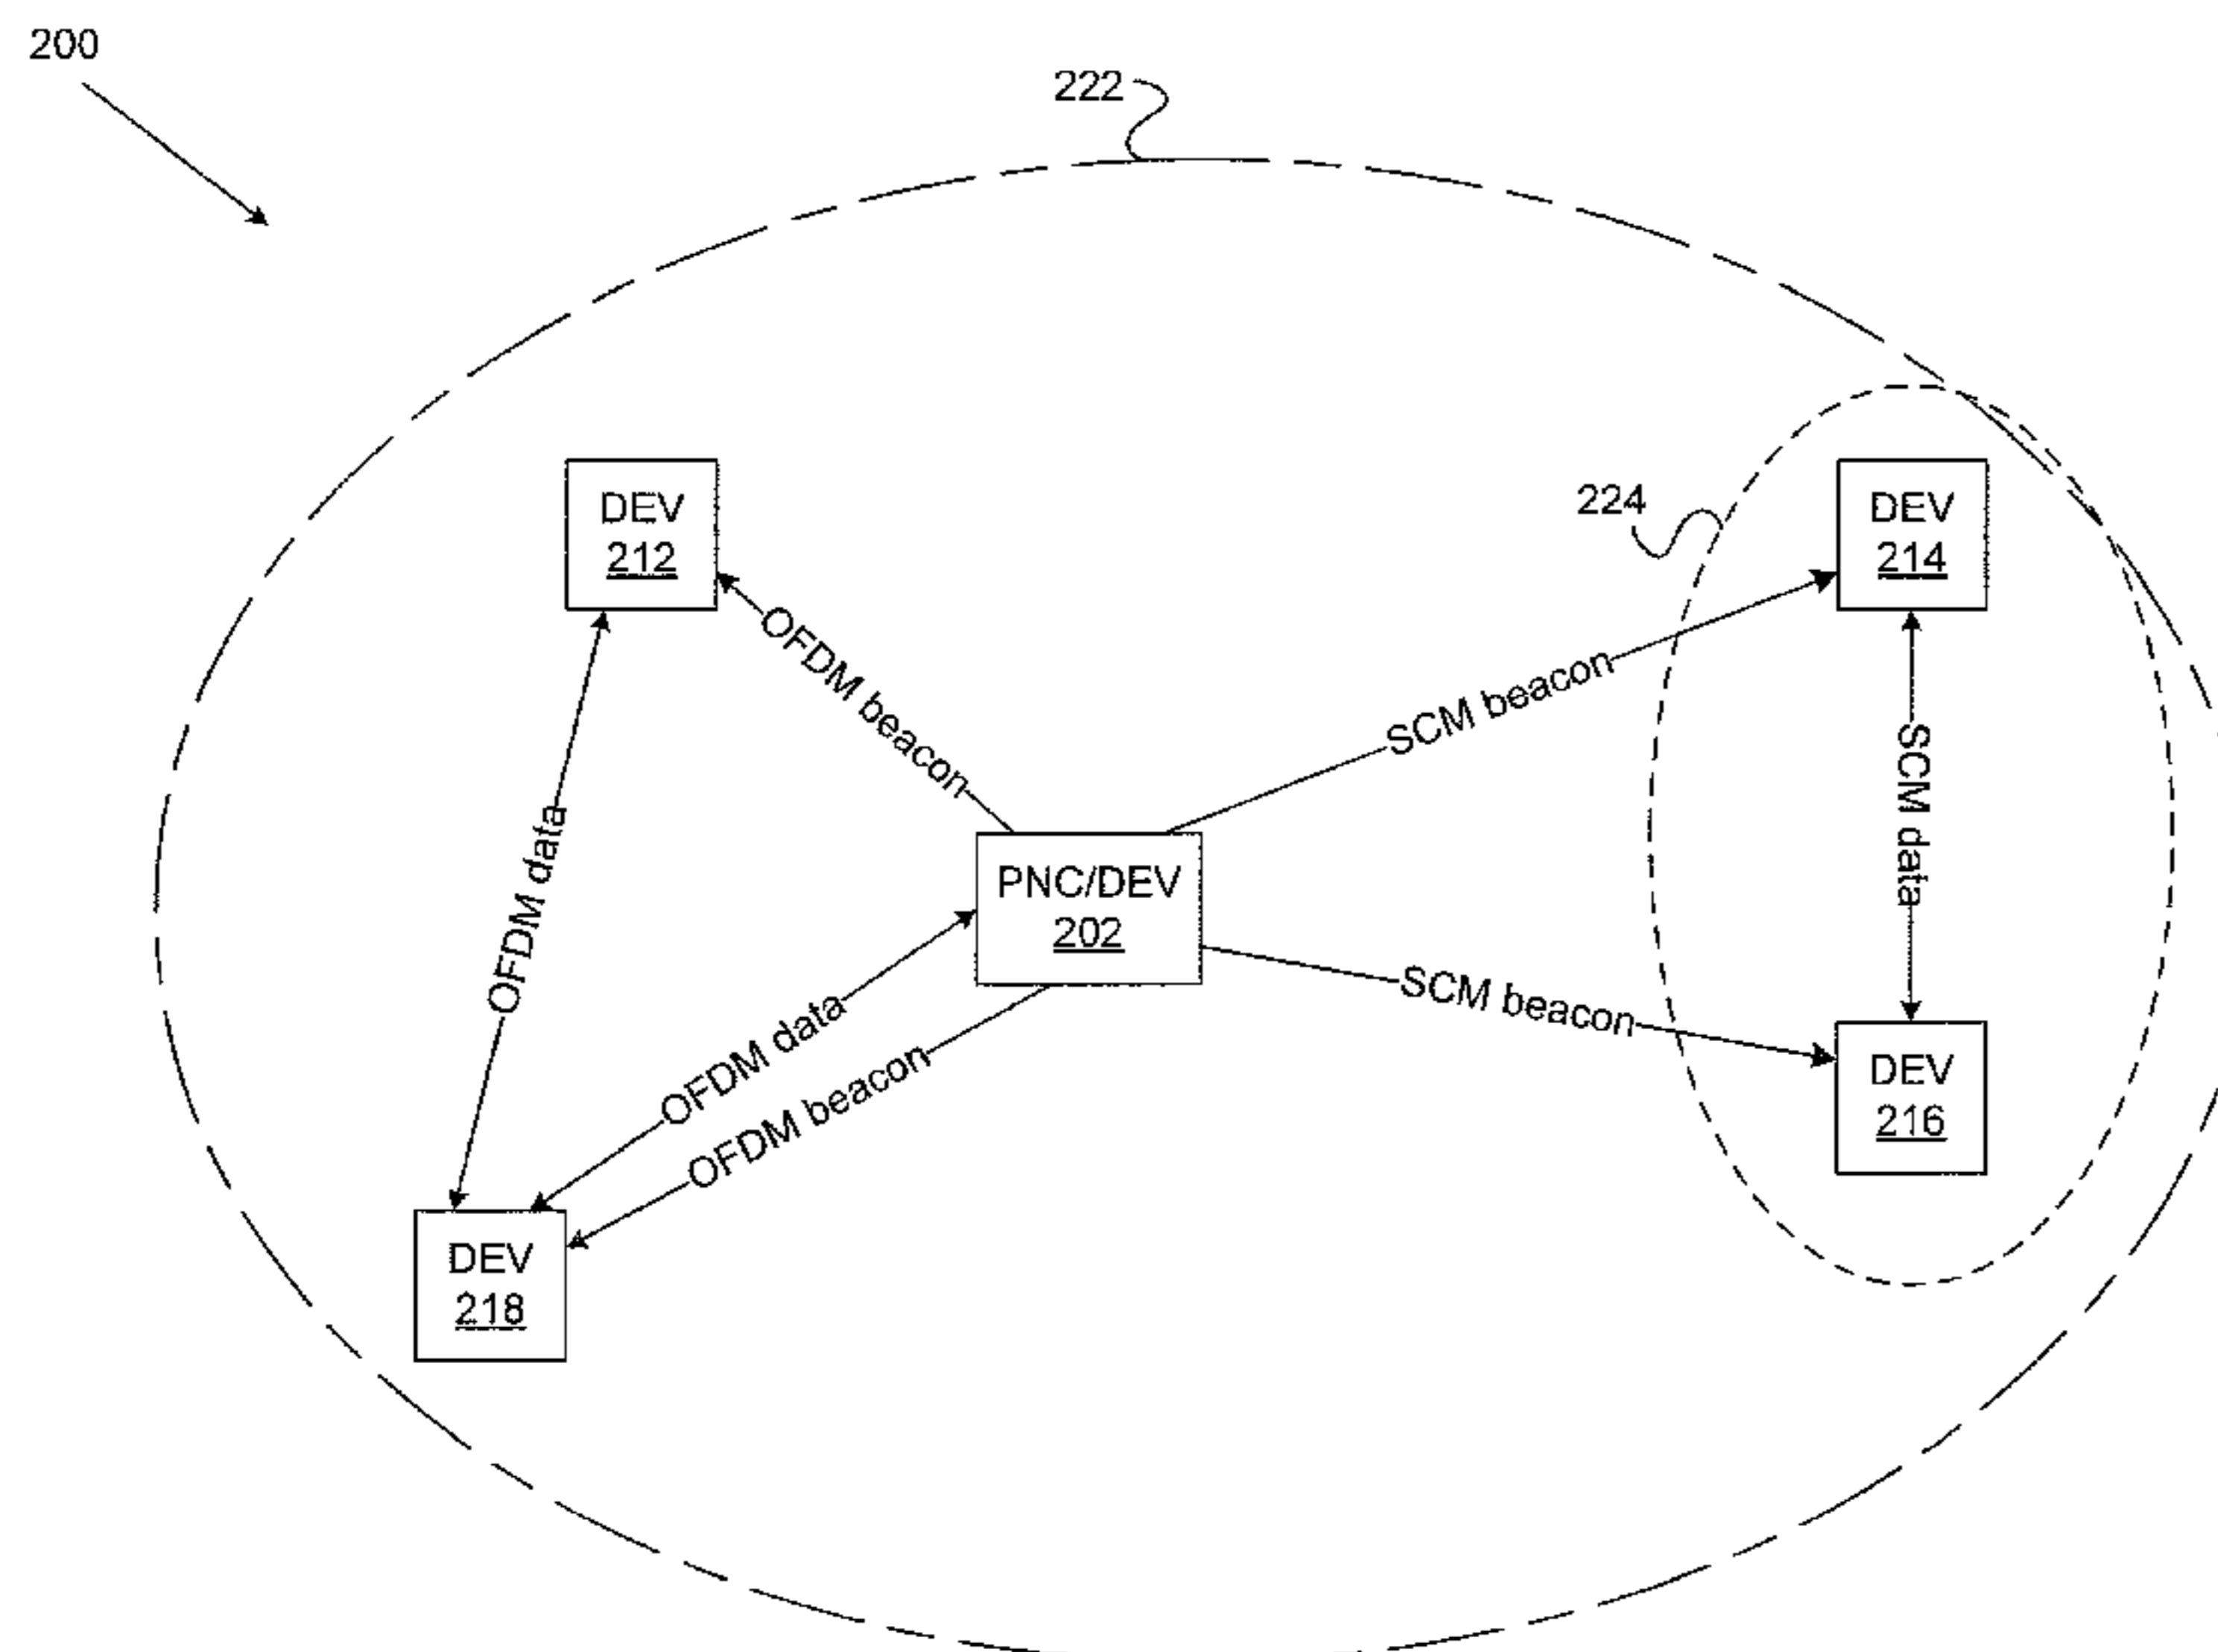 200
222
DEV
212
224
DEV
214
OFDM beacon
SCM beacon
OFDM data
SCM data
PNC/DEV
202
SCM beacon
OFDM data
OFDM beacon
DEV
216
DEV
218